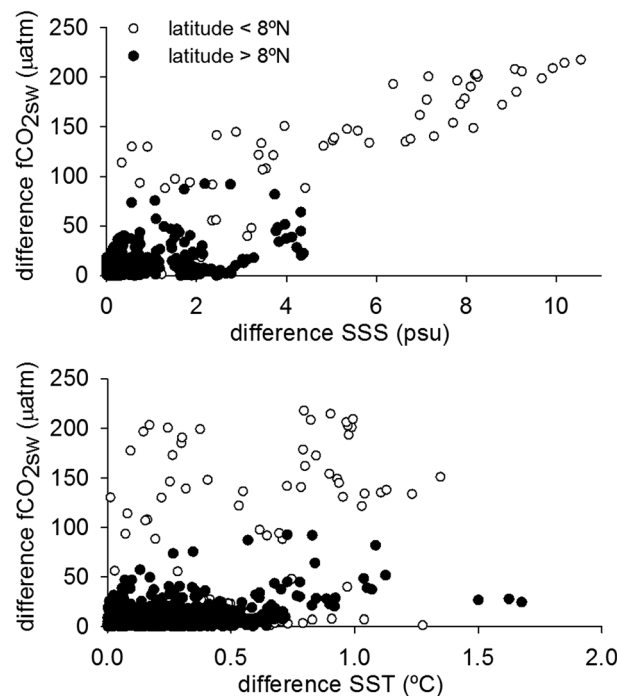 250
200
150
100
50
0
difference fCO2sw (µatm)
latitude < 8ºN
latitude > 8ºN
0 2 4 6 8 10
difference SSS (psu)
250
200
150
100
50
0
difference fCO2sw (µatm)
0.0 0.5 1.0 1.5 2.0
difference SST (ºC)